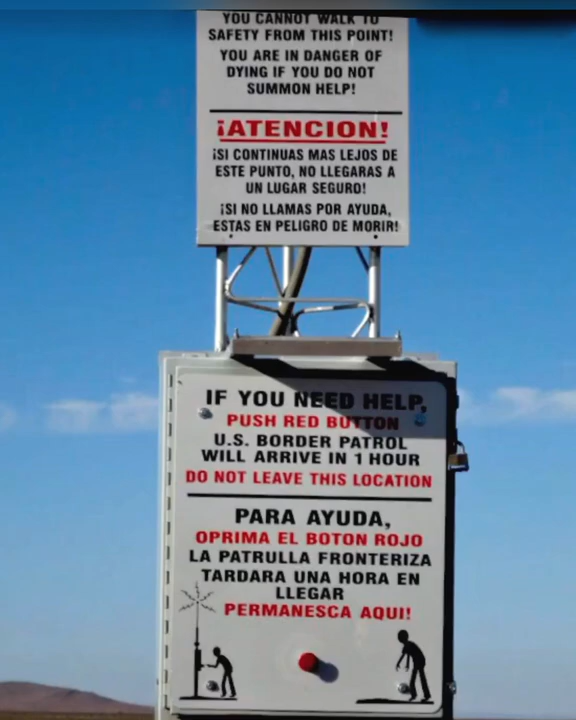 YOU CANNOT WALK TO
SAFETY FROM THIS POINT!
YOU ARE IN DANGER OF
DYING IF YOU DO NOT
SUMMON HELP!
¡ATENCION!
¡SI CONTINUAS MAS LEJOS DE
ESTE PUNTO, NO LLEGARAS A
UN LUGAR SEGURO!
¡SI NO LLAMAS POR AYUDA,
ESTAS EN PELIGRO DE MORIR!
IF YOU NEED HELP,
PUSH RED BUTTON
U.S. BORDER PATROL
WILL ARRIVE IN 1 HOUR
DO NOT LEAVE THIS LOCATION
PARA AYUDA,
OPRIMA EL BOTON ROJO
LA PATRULLA FRONTERIZA
TARDARA UNA HORA EN
LLEGAR
PERMANESCA AQUI!